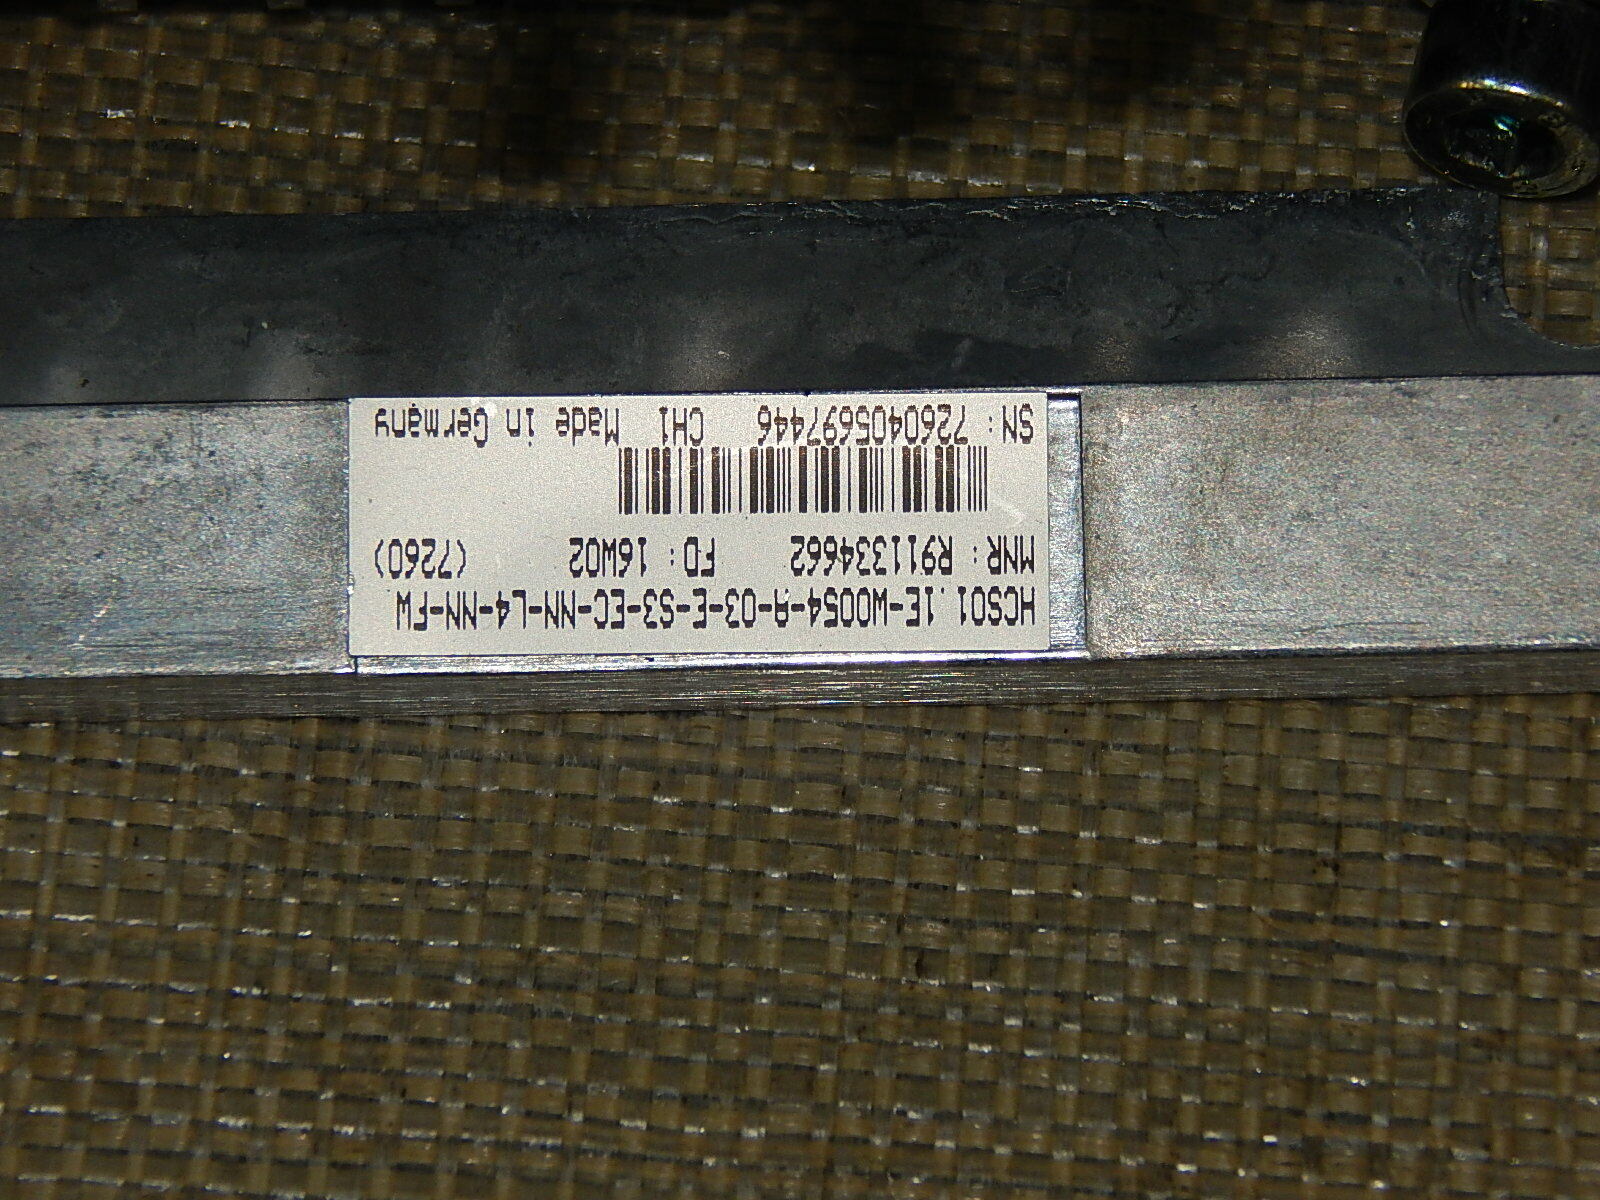 HCS01.1E-W0054-A-03-E-S3-EC-NN-L4-NN-FW
MNR: R911334662 FD: 16W02 (7260)
SN: 7260405697446 CH1 Made in Germany